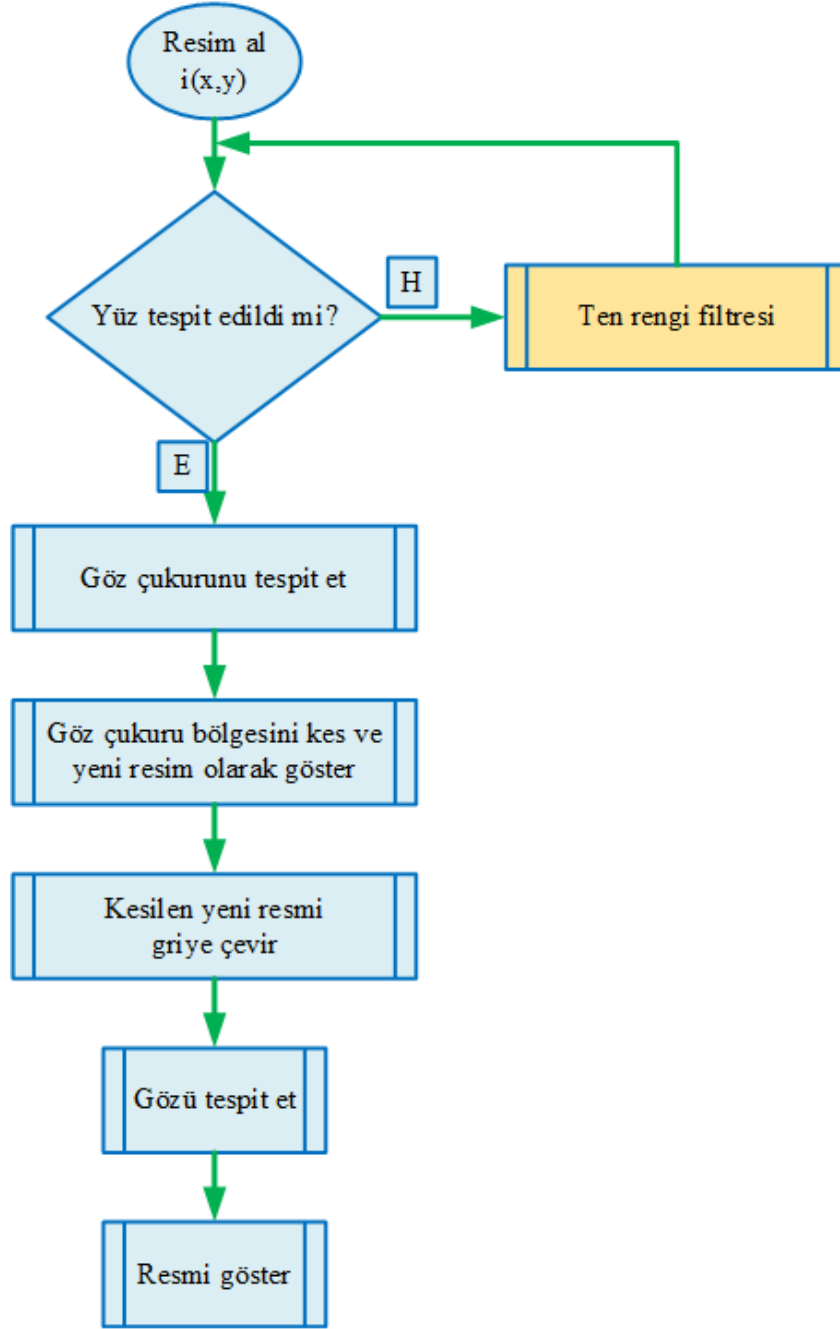 Resim al
i(x,y)
Yüz tespit edildi mi?
H
Ten rengi filtresi
E
Göz çukurunu tespit et
Göz çukuru bölgesini kes ve
yeni resim olarak göster
Kesilen yeni resmi
griye çevir
Gözü tespit et
Resmi göster